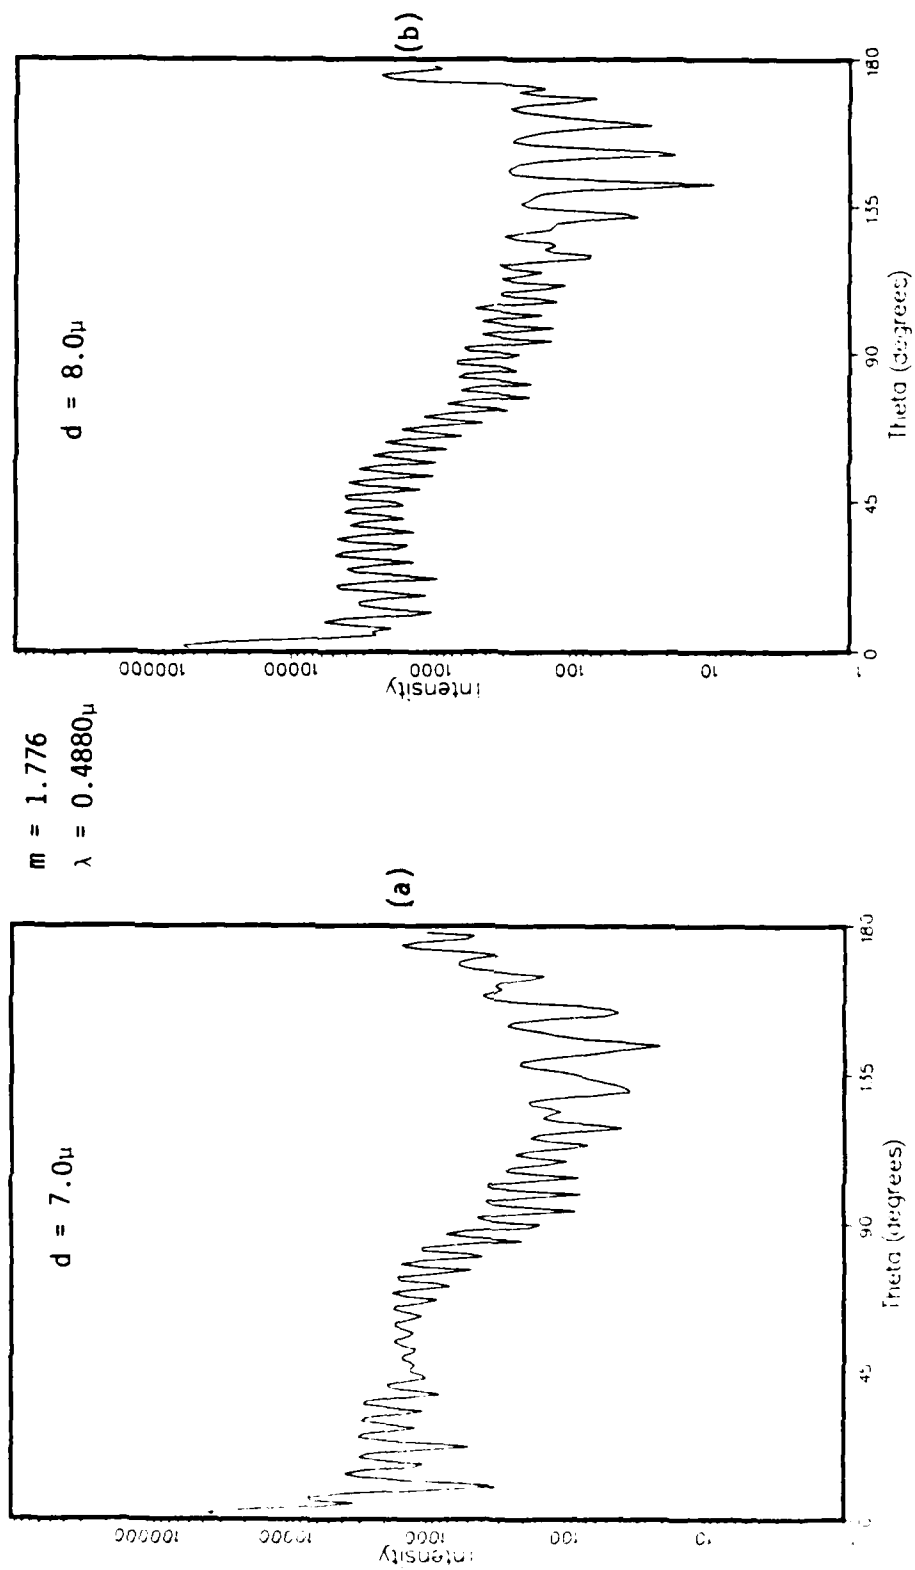 m = 1.776
λ = 0.4880μ
d = 7.0μ
Intensity
100000
10000
1000
100
10
45
90
135
180
Theta (degrees)
(a)
d = 8.0μ
Intensity
100000
10000
1000
100
10
1
0
45
90
135
180
Theta (degrees)
(b)